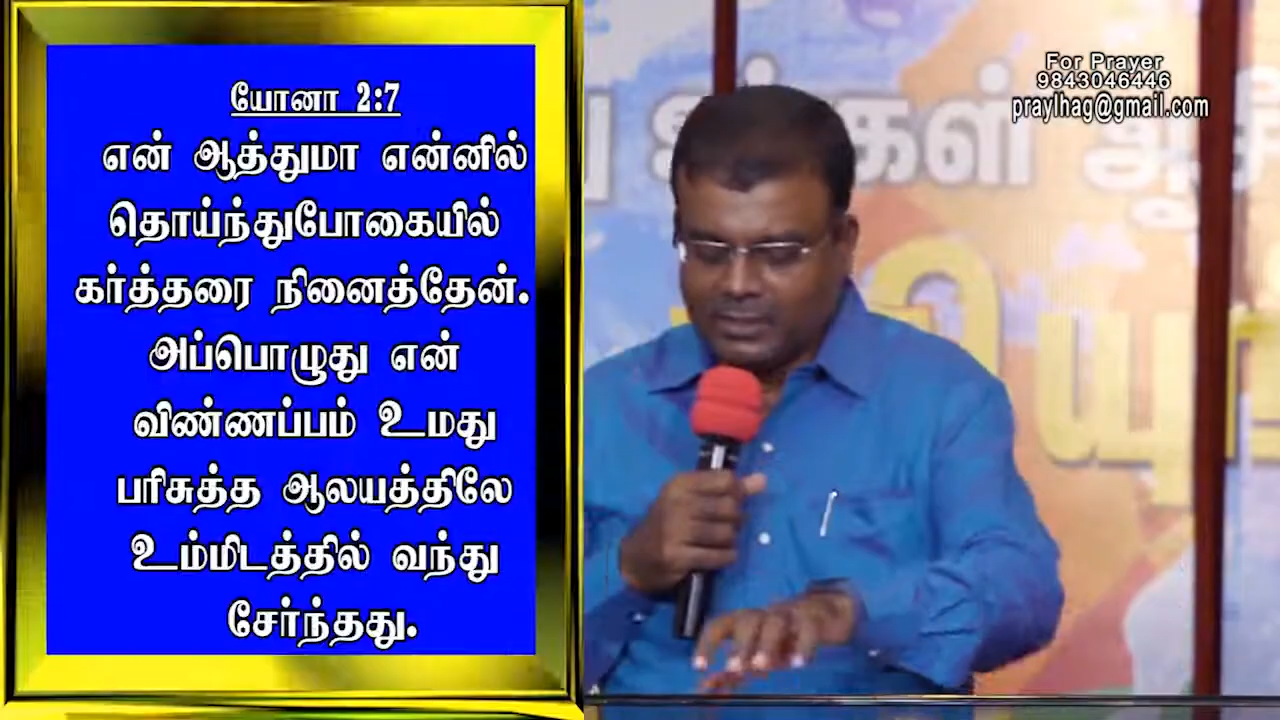 யோனா 2:7
என் ஆத்துமா என்னில்
தொய்ந்துபோகையில்
கர்த்தரை நினைத்தேன்.
அப்பொழுது என்
விண்ணப்பம் உமது
பரிசுத்த ஆலயத்திலே
உம்மிடத்தில் வந்து
சேர்ந்தது.
For Prayer
9843046446
praylhag@gmail.com